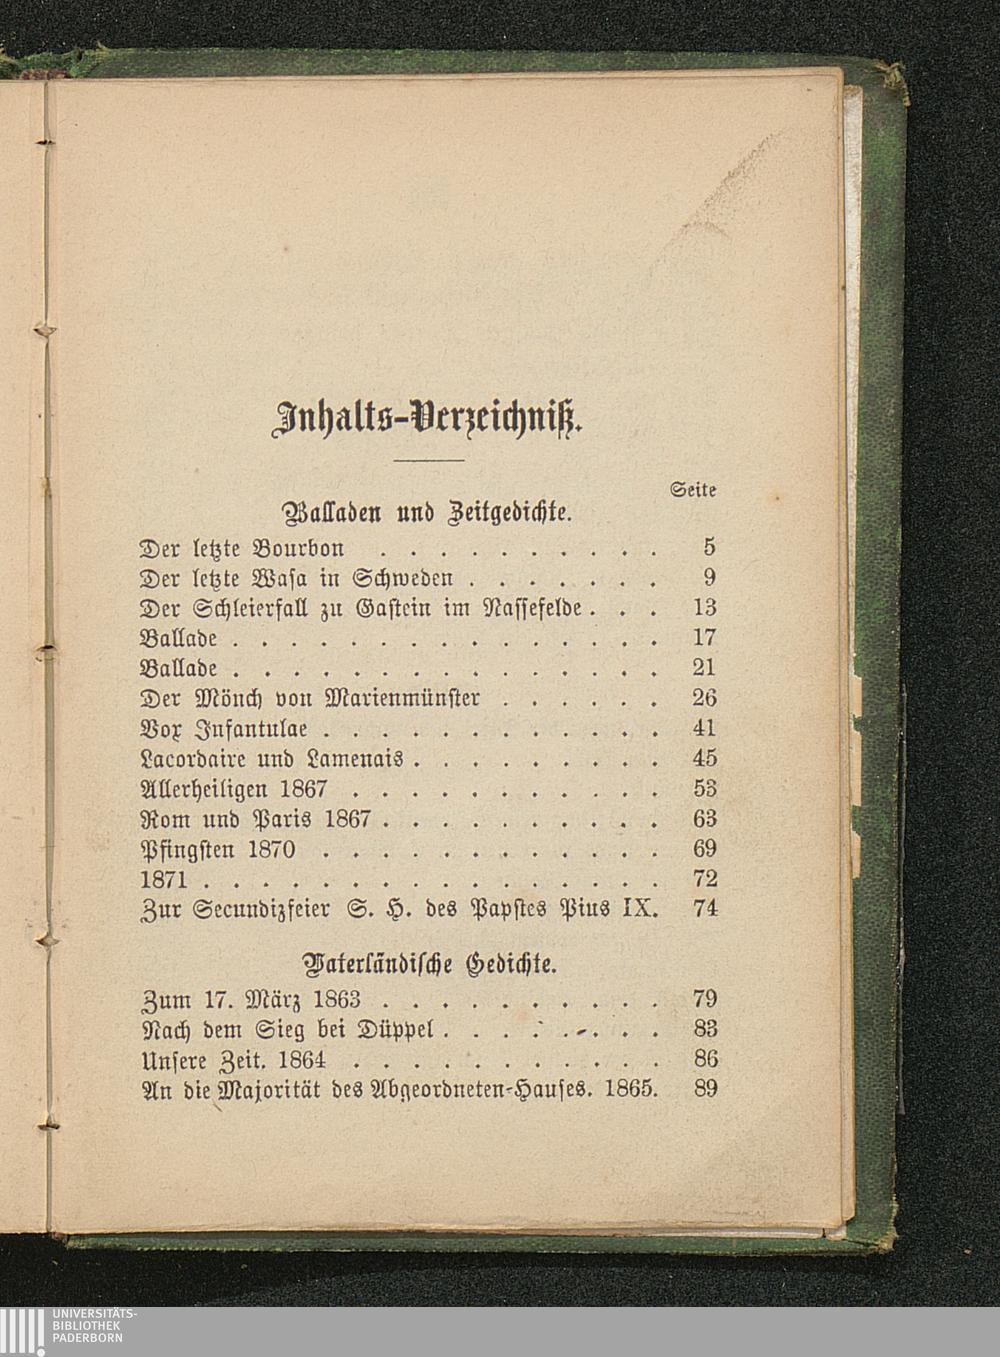 Inhalts-Verzeichniß.
Seite
Balladen und Zeitgedichte.
Der letzte Bourbon . . . . . . . . . . 5
Der letzte Wasa in Schweden . . . . . . . 9
Der Schleierfall zu Gastein im Nassefelde . . . 13
Ballade . . . . . . . . . . . . . . . 17
Ballade . . . . . . . . . . . . . . . 21
Der Mönch von Marienmünster . . . . . . 26
Vox Infantulae . . . . . . . . . . . . 41
Lacordaire und Lamenais . . . . . . . . . 45
Allerheiligen 1867 . . . . . . . . . . . 53
Rom und Paris 1867 . . . . . . . . . . 63
Pfingsten 1870 . . . . . . . . . . . . 69
1871 . . . . . . . . . . . . . . . . 72
Zur Secundizfeier S. H. des Papstes Pius IX. 74
Vaterländische Gedichte.
Zum 17. März 1863 . . . . . . . . . . 79
Nach dem Sieg bei Düppel . . . . . . . . 83
Unsere Zeit. 1864 . . . . . . . . . . . 86
An die Majorität des Abgeordneten-Hauses. 1865. 89
UNIVERSITÄTS-
BIBLIOTHEK
PADERBORN